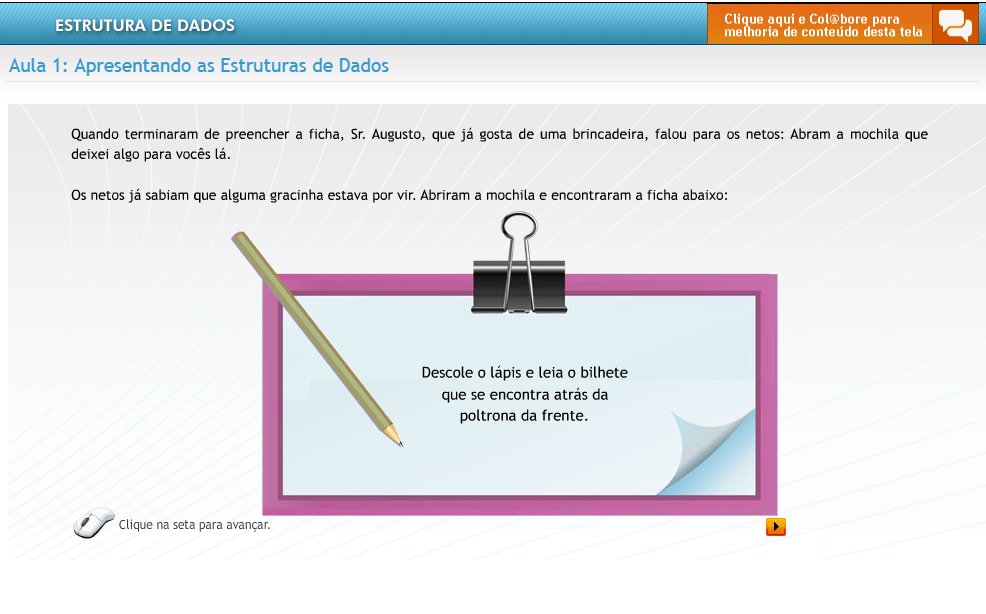 ESTRUTURA DE DADOS
Clique aqui e Col@bore para
melhoria de conteúdo desta tela
Aula 1: Apresentando as Estruturas de Dados
Quando terminaram de preencher a ficha, Sr. Augusto, que já gosta de uma brincadeira, falou para os netos: Abram a mochila que
deixei algo para vocês lá.
Os netos já sabiam que alguma gracinha estava por vir. Abriram a mochila e encontraram a ficha abaixo:
Descole o lápis e leia o bilhete
que se encontra atrás da
poltrona da frente.
Clique na seta para avançar.